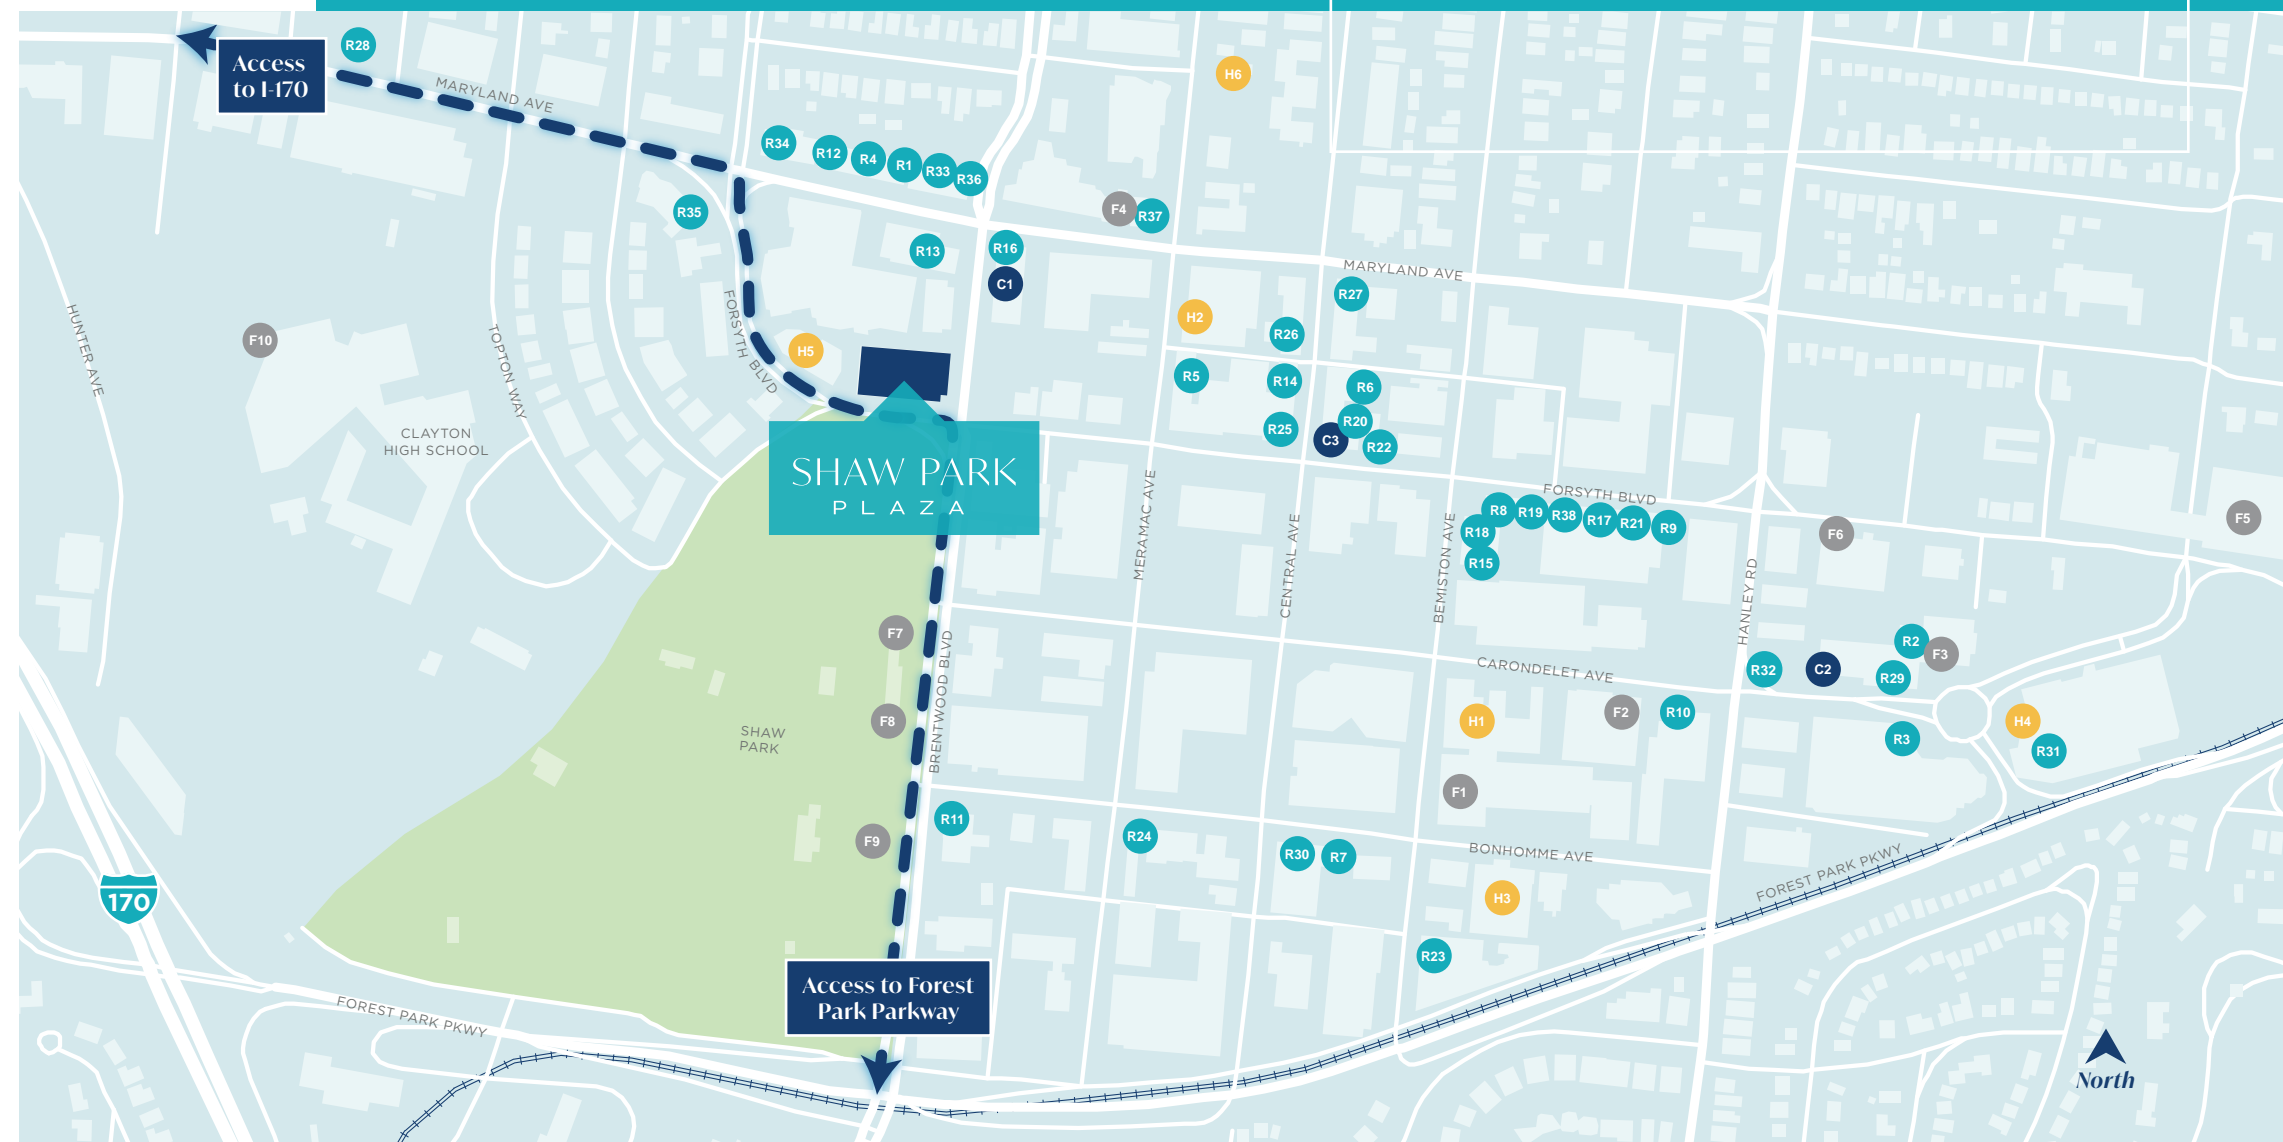 R28
Access
to I-170
H6
MARYLAND AVE
R34
R12
R4
R1
R33
R36
R35
F4
R37
R13
R16
C1
MARYLAND AVE
R27
H2
R26
HUNTER AVE
F10
TOPTON WAY
FORSYTH BLVD
H5
R5
R14
R6
R25
C3
R20
R22
CLAYTON
HIGH SCHOOL
SHAW PARK
PLAZA
MERAMAC AVE
CENTRAL AVE
BEMISTON AVE
FORSYTH BLVD
R8
R19
R38
R17
R21
R9
R18
R15
F6
F5
HANLEY RD
F7
BRENTWOOD BLVD
R2
F3
CARONDELET AVE
R32
C2
R29
F8
H1
F2
R10
H4
R3
R31
SHAW
PARK
F1
R11
F9
R24
R30
R7
BONHOMME AVE
FOREST PARK PKWY
170
H3
R23
Access to Forest
Park Parkway
FOREST PARK PKWY
North